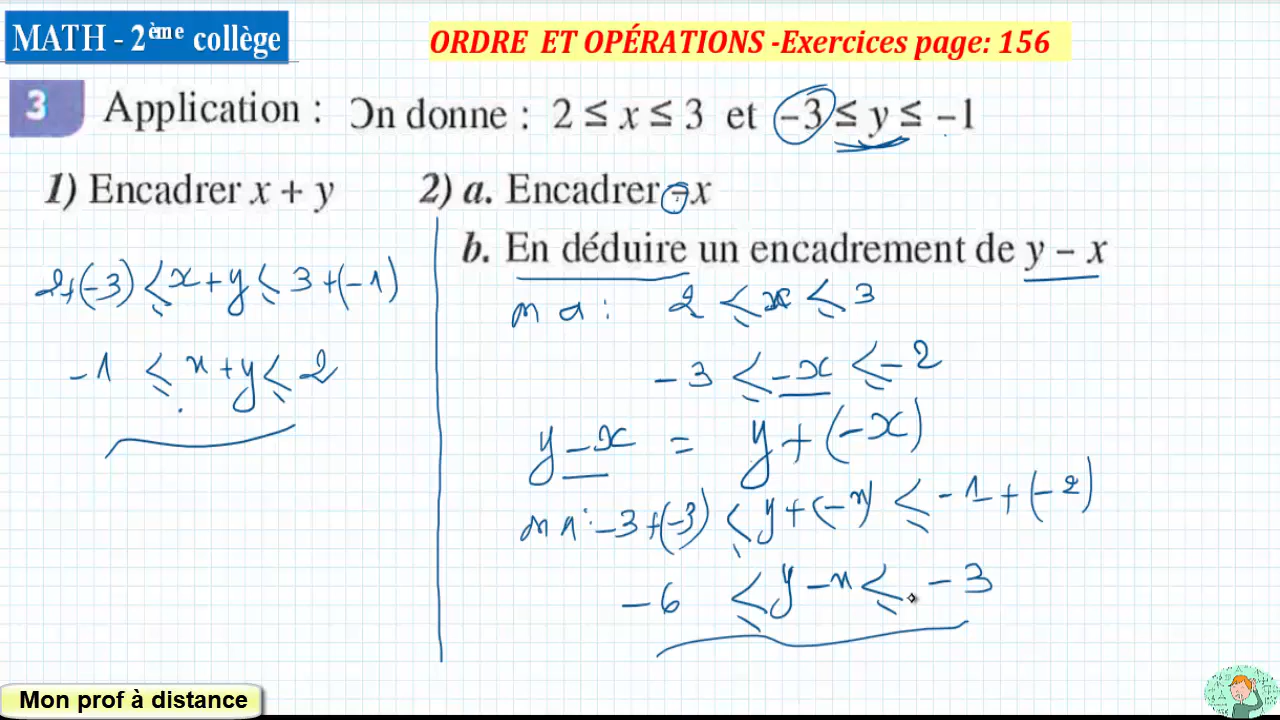 MATH - 2ème collège
ORDRE ET OPÉRATIONS -Exercices page: 156
3 Application : On donne : 2 ≤ x ≤ 3 et -3 ≤ y ≤ -1
1) Encadrer x + y
2) a. Encadrer -x
b. En déduire un encadrement de y - x
2+(-3) ≤ x+y ≤ 3+(-1)
-1 ≤ x+y ≤ 2
on a : 2 ≤ x ≤ 3
-3 ≤ -x ≤ -2
y-x = y+(-x)
on a : -3+(-3) ≤ y+(-x) ≤ -1+(-2)
-6 ≤ y-x ≤ -3
Mon prof à distance